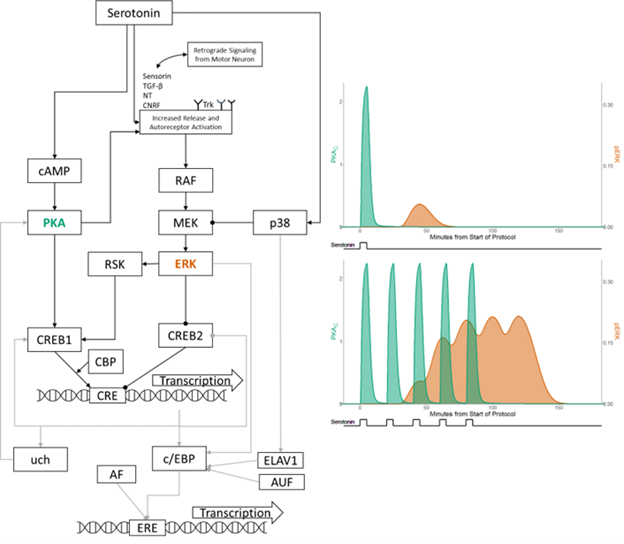 Serotonin
Retrograde Signaling
from Motor Neuron
Sensorin
TGF-β
NT
CNRF
Trk
Increased Release and
Autoreceptor Activation
cAMP
RAF
PKA
MEK
p38
RSK
ERK
CREB1
CREB2
CBP
Transcription
CRE
uch
c/EBP
ELAV1
AF
AUF
Transcription
ERE
2
1
0
PKAC
0.30
0.15
0.00
pERK
0
50
100
150
Minutes from Start of Protocol
Serotonin
2
1
0
PKAC
0.30
0.15
0.00
pERK
0
50
100
150
Minutes from Start of Protocol
Serotonin